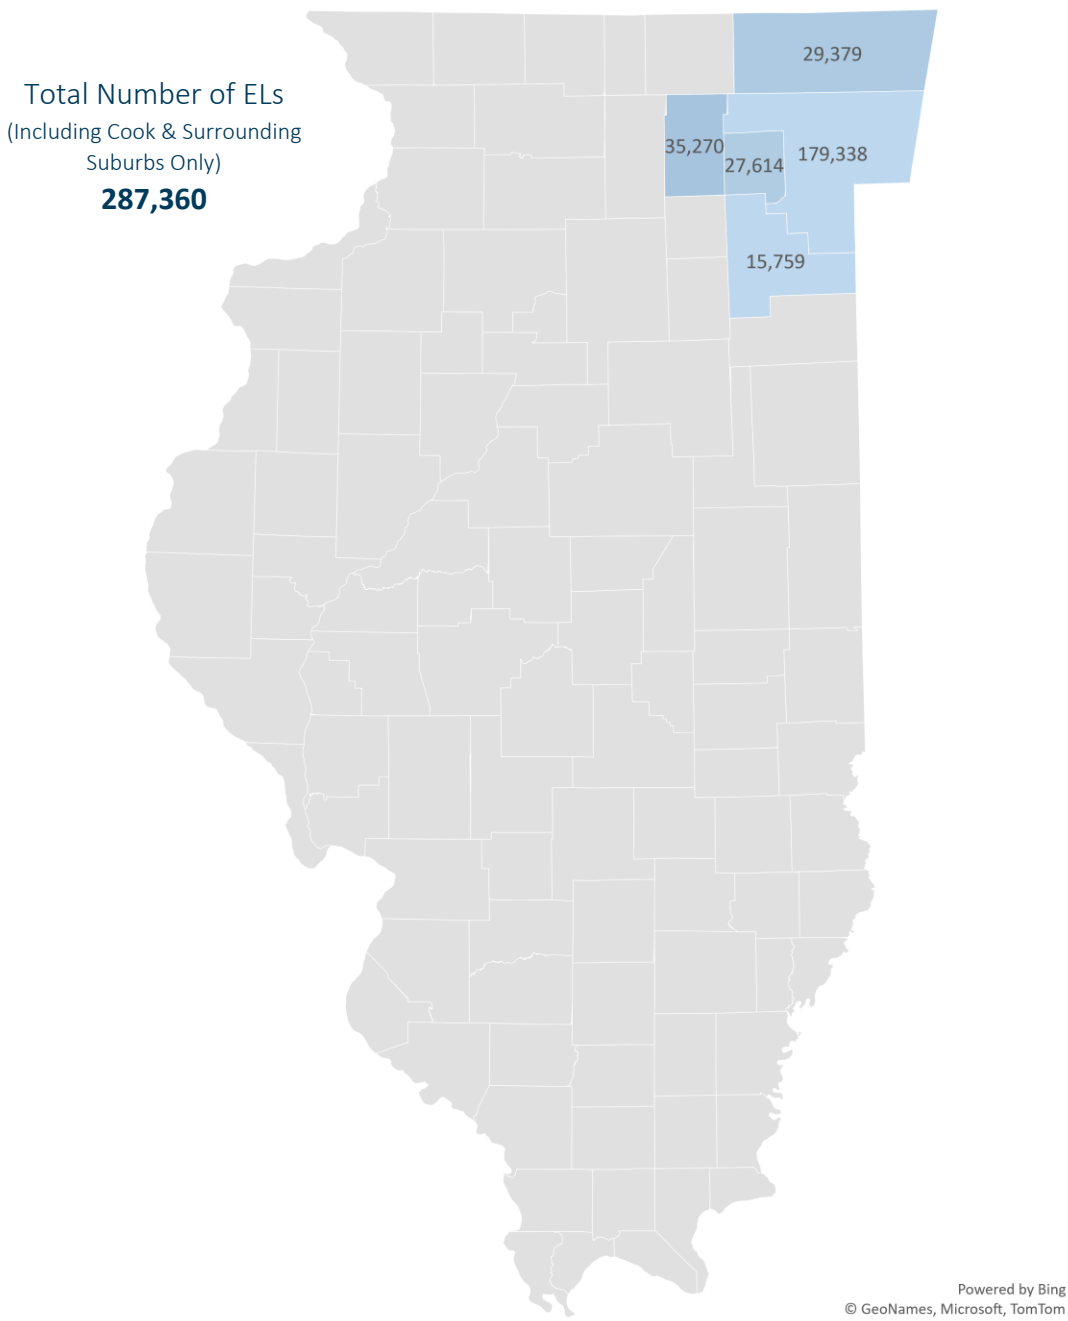 Total Number of ELs
(Including Cook & Surrounding
Suburbs Only)
287,360
29,379
35,270
27,614
179,338
15,759
Powered by Bing
© GeoNames, Microsoft, TomTom